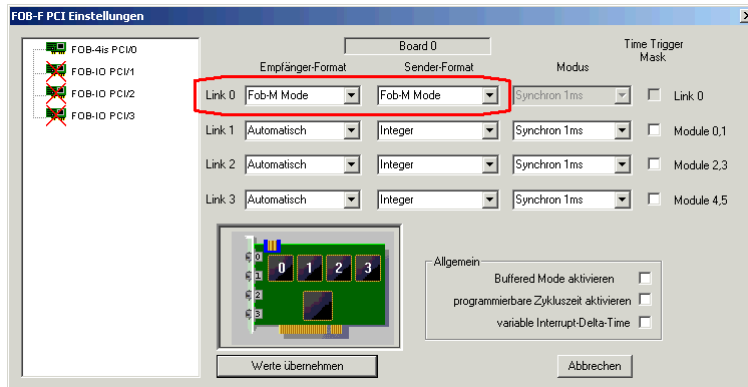 FOB-F PCI Einstellungen
FOB-4is PCI/0
FOB-IO PCI/1
FOB-IO PCI/2
FOB-IO PCI/3
Board 0
Time Trigger
Mask
Empfänger-Format Sender-Format Modus
Link 0 Fob-M Mode Fob-M Mode Synchron 1ms Link 0
Link 1 Automatisch Integer Synchron 1ms Module 0,1
Link 2 Automatisch Integer Synchron 1ms Module 2,3
Link 3 Automatisch Integer Synchron 1ms Module 4,5
0 1 2 3
0
1
2
3
Allgemein
Buffered Mode aktivieren
programmierbare Zykluszeit aktivieren
variable Interrupt-Delta-Time
Werte übernehmen Abbrechen